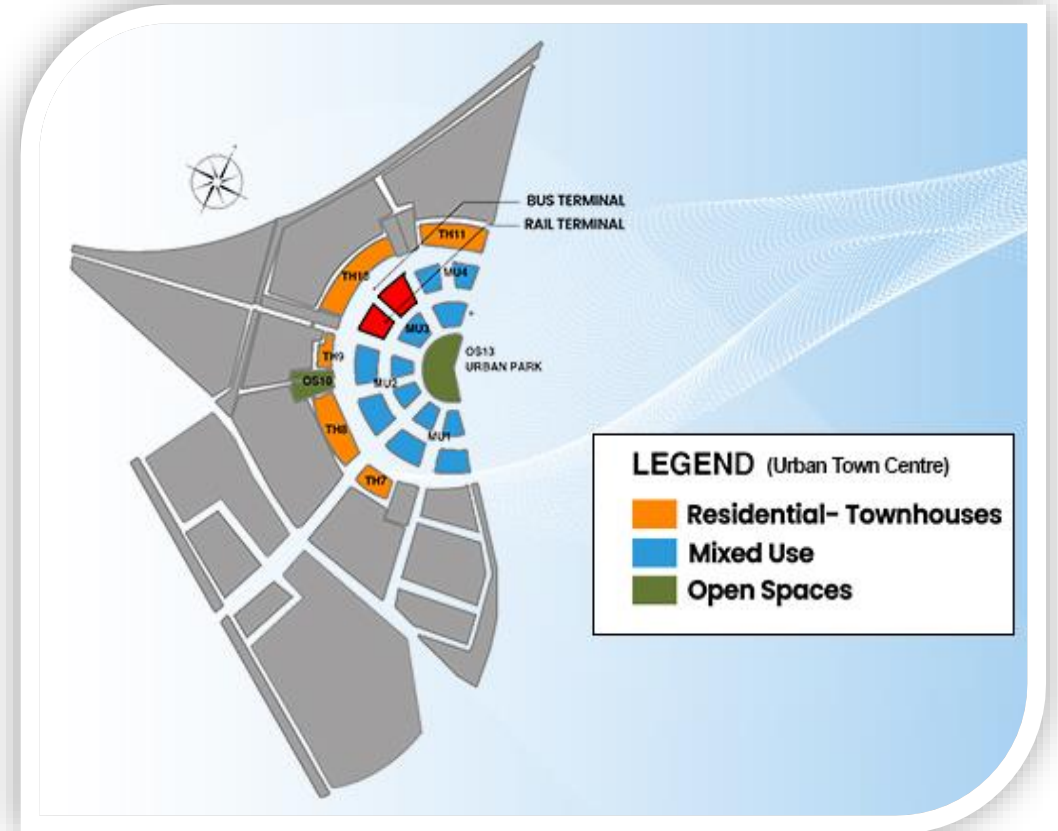 BUS TERMINAL
RAIL TERMINAL
TH11
TH10
MU4
MU3
OS13
URBAN PARK
TH9
OS10
MU2
TH8
MU1
TH7
LEGEND (Urban Town Centre)
Residential- Townhouses
Mixed Use
Open Spaces